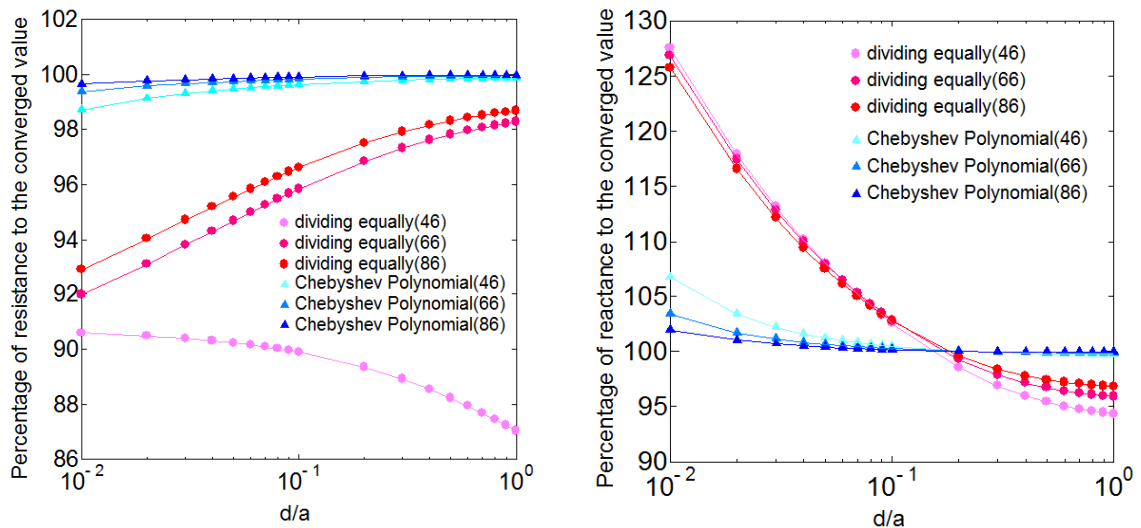 Percentage of resistance to the converged value
102
100
98
96
94
92
90
88
86
dividing equally(46)
dividing equally(66)
dividing equally(86)
Chebyshev Polynomial(46)
Chebyshev Polynomial(66)
Chebyshev Polynomial(86)
10⁻²
10⁻¹
10⁰
d/a
Percentage of reactance to the converged value
130
125
120
115
110
105
100
95
90
dividing equally(46)
dividing equally(66)
dividing equally(86)
Chebyshev Polynomial(46)
Chebyshev Polynomial(66)
Chebyshev Polynomial(86)
10⁻²
10⁻¹
10⁰
d/a